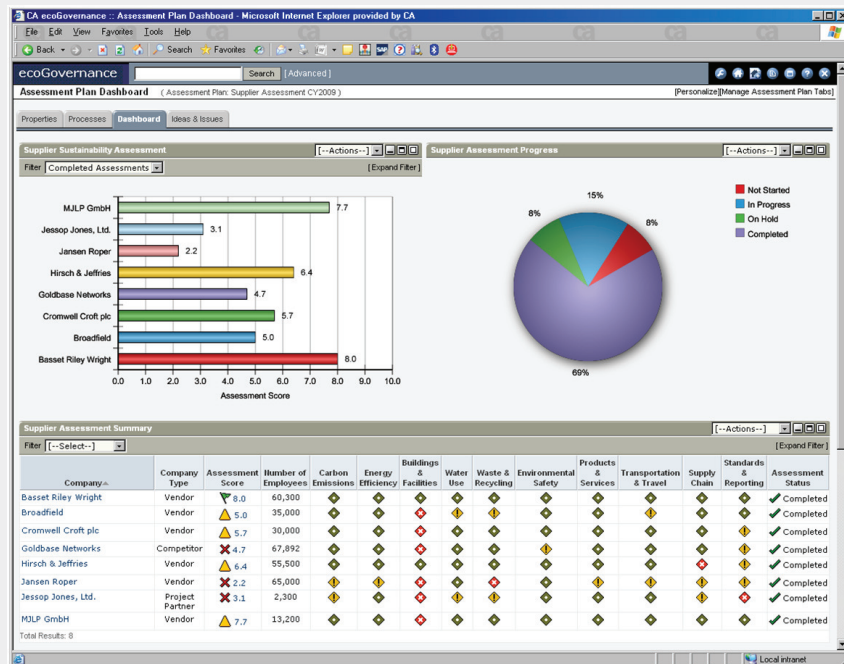 CA ecoGovernance :: Assessment Plan Dashboard - Microsoft Internet Explorer provided by CA
File Edit View Favorites Tools Help
Back Search Favorites
ecoGovernance Search [Advanced]
Assessment Plan Dashboard ( Assessment Plan: Supplier Assessment CY2009 ) [Personalize][Manage Assessment Plan Tabs]
Properties Processes Dashboard Ideas & Issues
Supplier Sustainability Assessment [--Actions--]
Filter Completed Assessments [Expand Filter]
MJLP GmbH 7.7
Jessop Jones, Ltd. 3.1
Jansen Roper 2.2
Hirsch & Jeffries 6.4
Goldbase Networks 4.7
Cromwell Croft plc 5.7
Broadfield 5.0
Basset Riley Wright 8.0
0.0 1.0 2.0 3.0 4.0 5.0 6.0 7.0 8.0 9.0 10.0
Assessment Score
Supplier Assessment Progress [--Actions--]
15%
8%
8%
69%
Not Started
In Progress
On Hold
Completed
Supplier Assessment Summary [--Actions--]
Filter [--Select--] [Expand Filter]
Company Company Type Assessment Score Number of Employees Carbon Emissions Energy Efficiency Buildings & Facilities Water Use Waste & Recycling Environmental Safety Products & Services Transportation & Travel Supply Chain Standards & Reporting Assessment Status
Basset Riley Wright Vendor 8.0 60,300 Completed
Broadfield Vendor 5.0 35,000 Completed
Cromwell Croft plc Vendor 5.7 30,000 Completed
Goldbase Networks Competitor 4.7 67,892 Completed
Hirsch & Jeffries Vendor 6.4 55,500 Completed
Jansen Roper Vendor 2.2 65,000 Completed
Jessop Jones, Ltd. Project Partner 3.1 2,300 Completed
MJLP GmbH Vendor 7.7 13,200 Completed
Total Results: 8
Local intranet